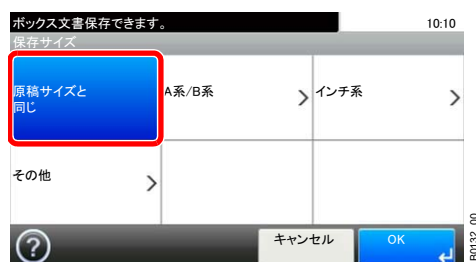 ボックス文書保存できます。 10:10
保存サイズ
原稿サイズと
同じ
A系/B系 >
インチ系 >
その他 >
?
キャンセル
OK
B0132_00